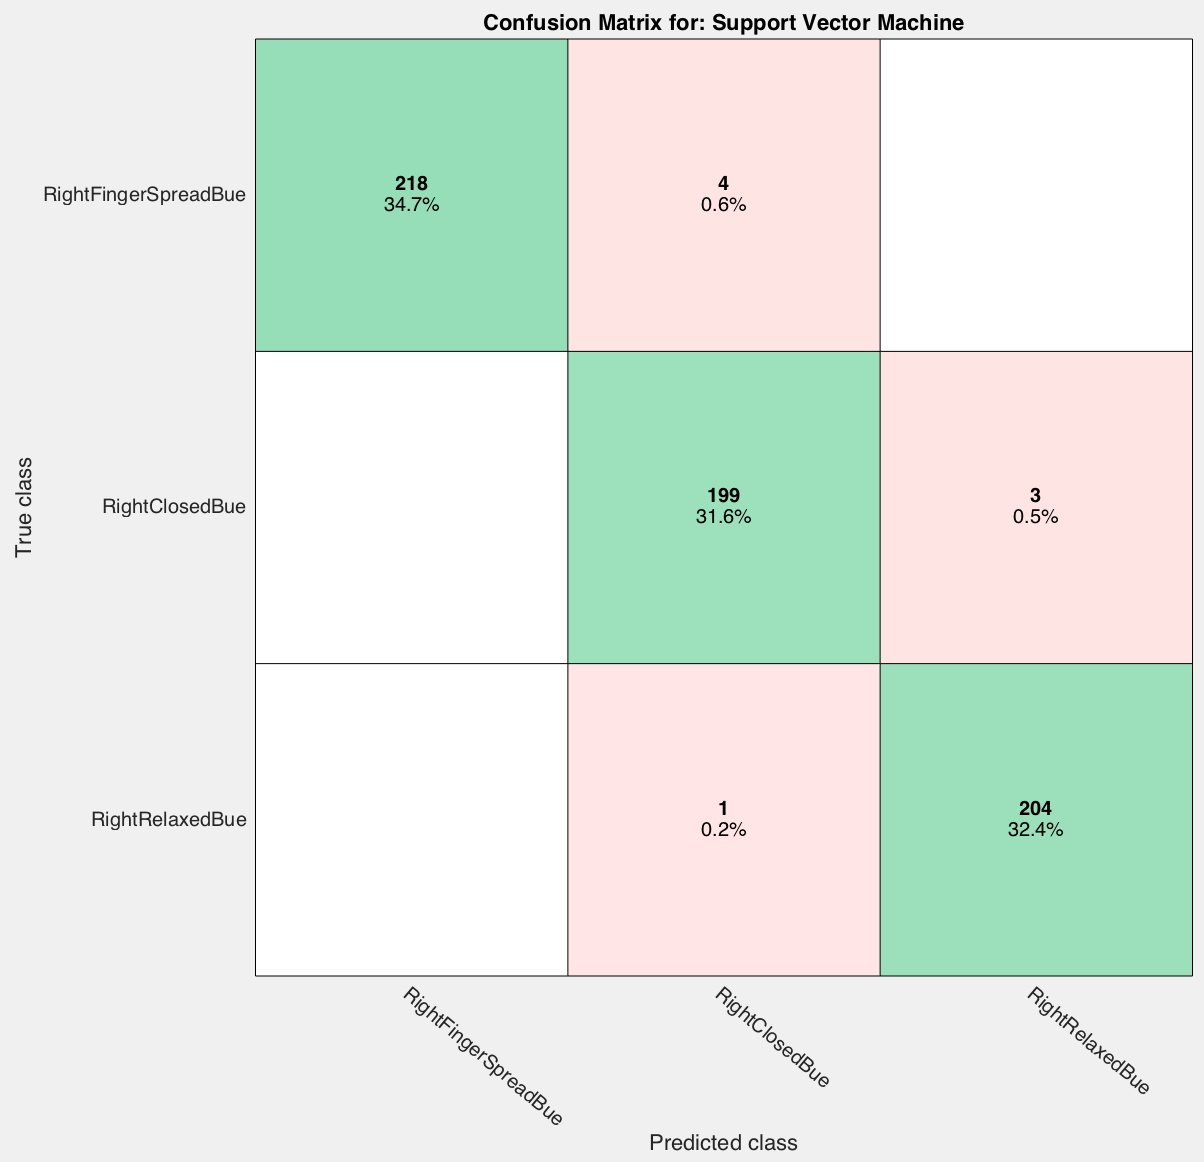 Confusion Matrix for: Support Vector Machine
True class
RightFingerSpreadBue
218
34.7%
4
0.6%
RightClosedBue
199
31.6%
3
0.5%
RightRelaxedBue
1
0.2%
204
32.4%
RightFingerSpreadBue
RightClosedBue
RightRelaxedBue
Predicted class